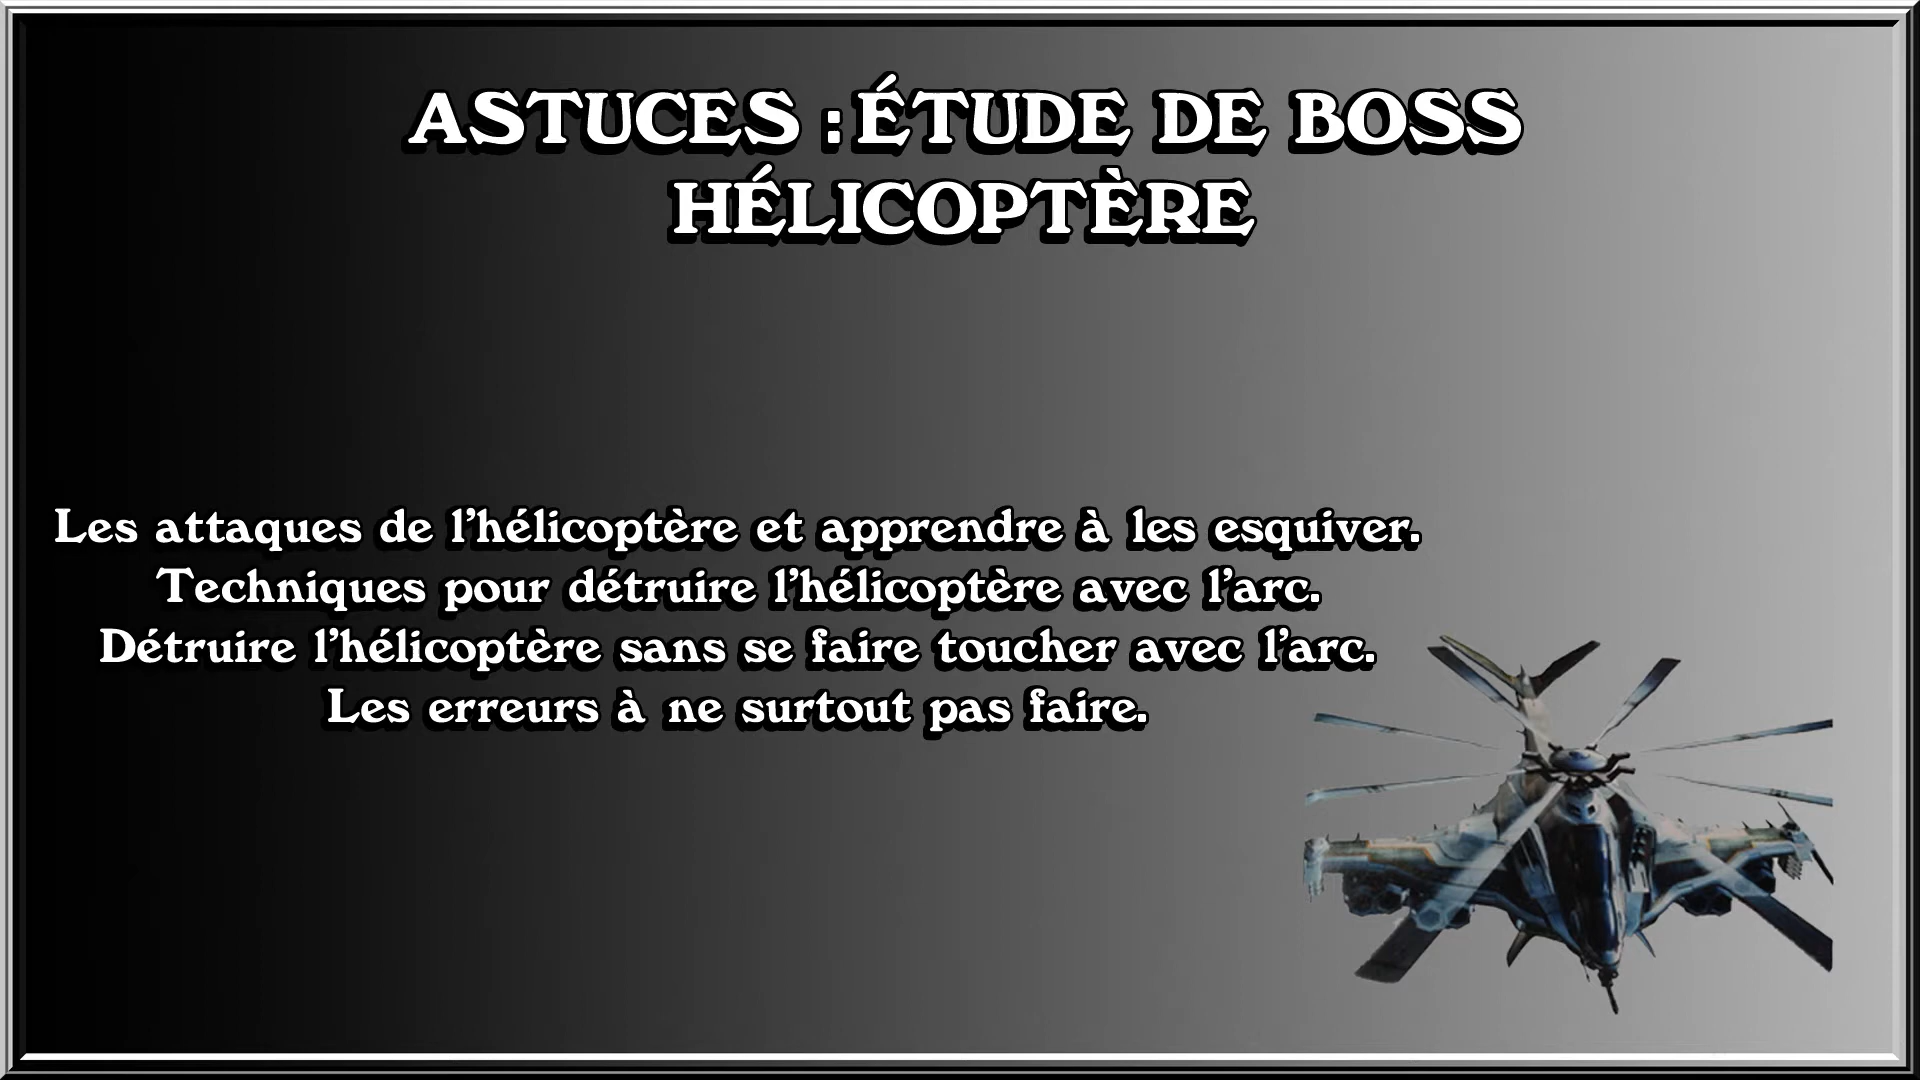 ASTUCES : ÉTUDE DE BOSS
HÉLICOPTÈRE
Les attaques de l'hélicoptère et apprendre à les esquiver.
Techniques pour détruire l'hélicoptère avec l'arc.
Détruire l'hélicoptère sans se faire toucher avec l'arc.
Les erreurs à ne surtout pas faire.